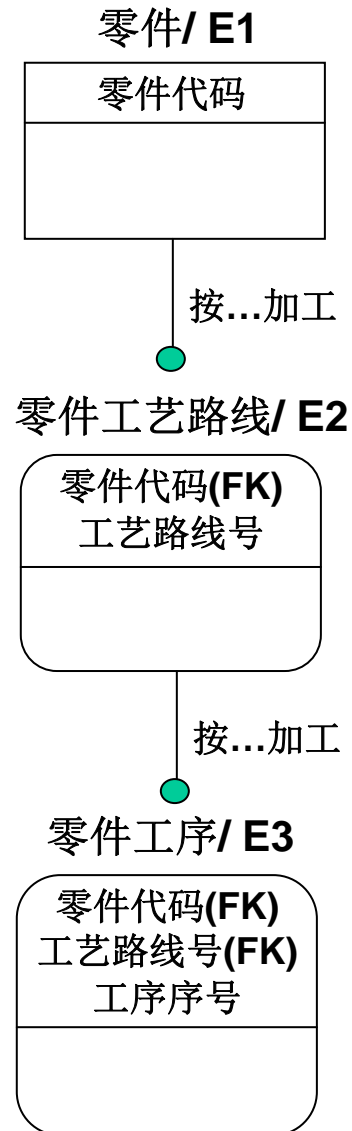 零件/ E1
零件代码
按…加工
零件工艺路线/ E2
零件代码(FK)
工艺路线号
按…加工
零件工序/ E3
零件代码(FK)
工艺路线号(FK)
工序序号